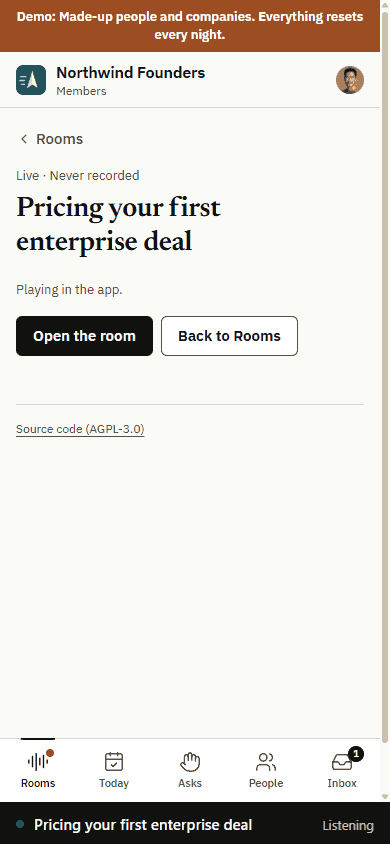 Demo: Made-up people and companies. Everything resets
every night.
Northwind Founders
Members
Rooms
Live · Never recorded
Pricing your first
enterprise deal
Playing in the app.
Open the room
Back to Rooms
Source code (AGPL-3.0)
1
Rooms
Today
Asks
People
Inbox
Pricing your first enterprise deal
Listening